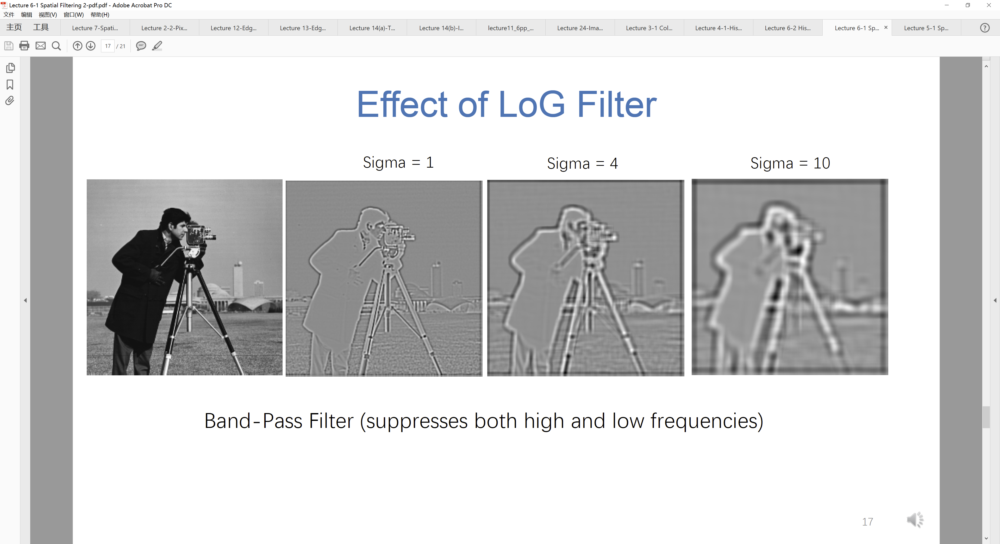 Lecture 6-1 Spatial Filtering 2-pdf.pdf - Adobe Acrobat Pro DC
文件 编辑 视图(V) 窗口(W) 帮助(H)
主页 工具 Lecture 7-Spati... Lecture 2-2-Pix... Lecture 12-Edg... Lecture 13-Edg... Lecture 14(a)-T... Lecture 14(b)-I... lecture11_6pp_... Lecture 24-Ima... Lecture 3-1 Col... Lecture 4-1-His... Lecture 6-2 His... Lecture 6-1 Sp... Lecture 5-1 Sp...
17 / 21
Effect of LoG Filter
Sigma = 1 Sigma = 4 Sigma = 10
Band-Pass Filter (suppresses both high and low frequencies)
17